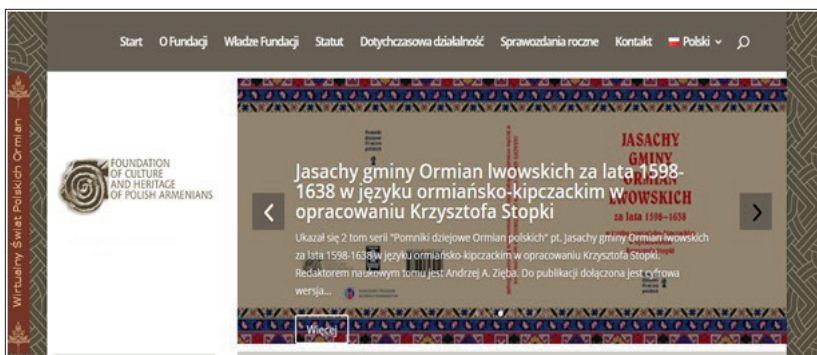 Start O Fundacji Władze Fundacji Statut Dotychczasowa działalność Sprawozdania roczne Kontakt Polski
Wirtualny Świat Polskich Ormian
FOUNDATION
OF CULTURE
AND HERITAGE
OF POLISH ARMENIANS
JASACHY
GMINY
ORMIAN
LWOWSKICH
za lata 1598–1638
Jasachy gminy Ormian lwowskich za lata 1598-
1638 w języku ormiańsko-kipczackim w
opracowaniu Krzysztofa Stopki
Ukazał się 2 tom serii "Pomniki dziejowe Ormian polskich" pt. Jasachy gminy Ormian lwowskich
za lata 1598-1638 w języku ormiańsko-kipczackim w opracowaniu Krzysztofa Stopki.
Redaktorem naukowym tomu jest Andrzej A. Zięba. Do publikacji dołączona jest cyfrowa
wersja...
Więcej